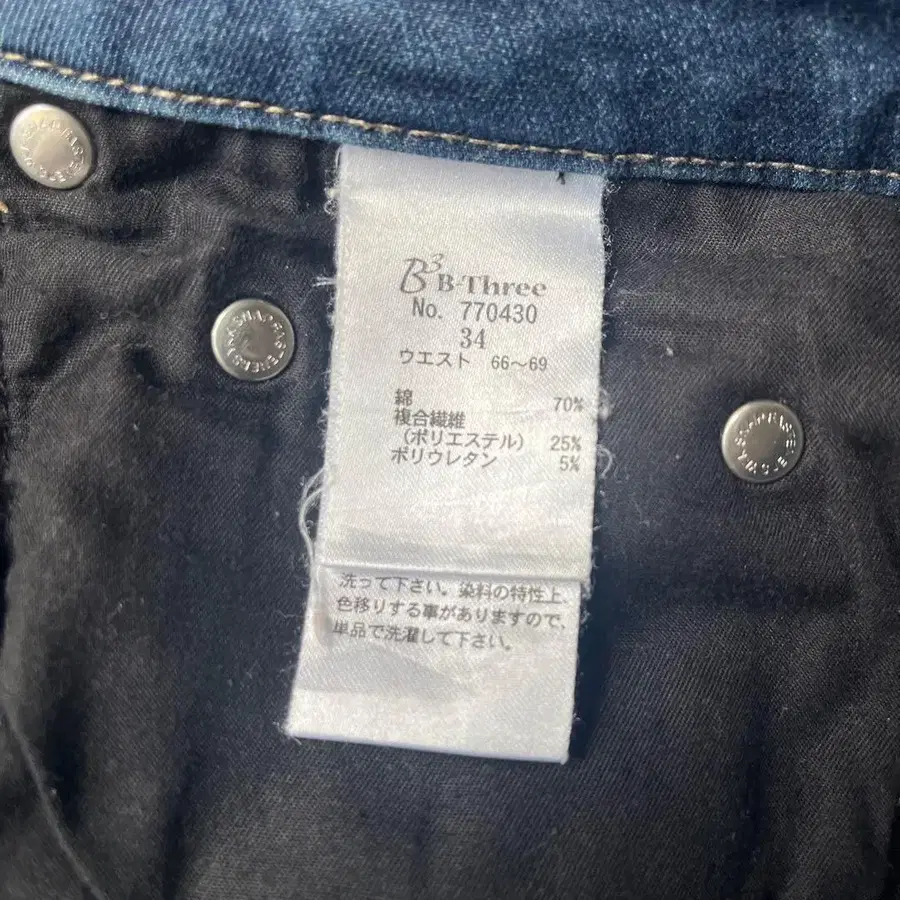 B³ B-Three
No. 770430
34
ウエスト 66～69
綿 70%
複合繊維
(ポリエステル) 25%
ポリウレタン 5%
洗って下さい。染料の特性上、
色移りする事がありますので、
単品で洗濯して下さい。